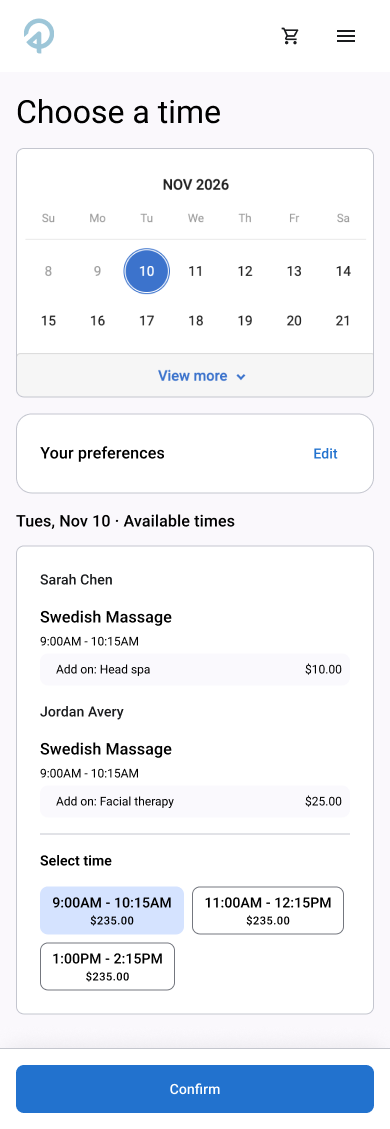 Choose a time
NOV 2026
Su Mo Tu We Th Fr Sa
8 9 10 11 12 13 14
15 16 17 18 19 20 21
View more
Your preferences Edit
Tues, Nov 10 · Available times
Sarah Chen
Swedish Massage
9:00AM - 10:15AM
Add on: Head spa $10.00
Jordan Avery
Swedish Massage
9:00AM - 10:15AM
Add on: Facial therapy $25.00
Select time
9:00AM - 10:15AM 11:00AM - 12:15PM
$235.00 $235.00
1:00PM - 2:15PM
$235.00
Confirm